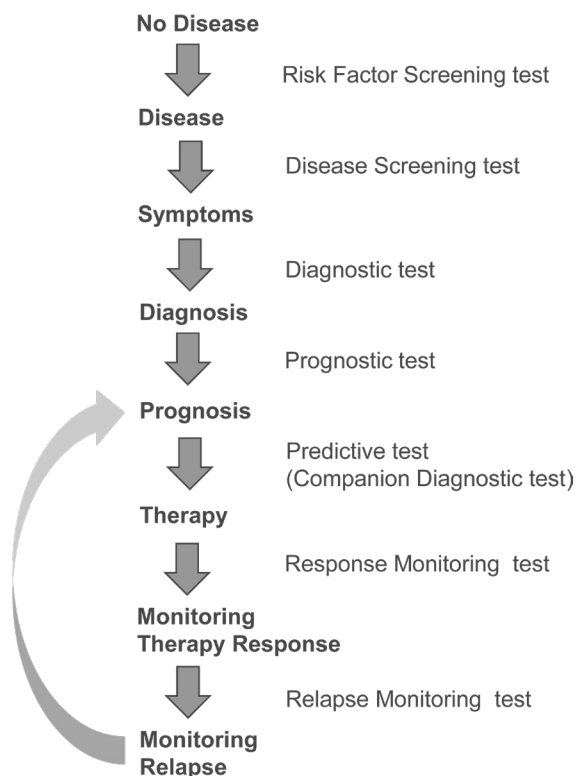 No Disease
Risk Factor Screening test
Disease
Disease Screening test
Symptoms
Diagnostic test
Diagnosis
Prognostic test
Prognosis
Predictive test
(Companion Diagnostic test)
Therapy
Response Monitoring test
Monitoring
Therapy Response
Relapse Monitoring test
Monitoring
Relapse